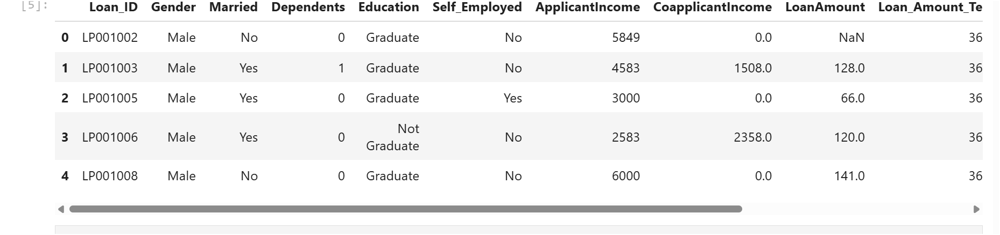 [5]:
Loan_ID Gender Married Dependents Education Self_Employed ApplicantIncome CoapplicantIncome LoanAmount Loan_Amount_Te
0 LP001002 Male No 0 Graduate No 5849 0.0 NaN 36
1 LP001003 Male Yes 1 Graduate No 4583 1508.0 128.0 36
2 LP001005 Male Yes 0 Graduate Yes 3000 0.0 66.0 36
3 LP001006 Male Yes 0 Not Graduate No 2583 2358.0 120.0 36
4 LP001008 Male No 0 Graduate No 6000 0.0 141.0 36